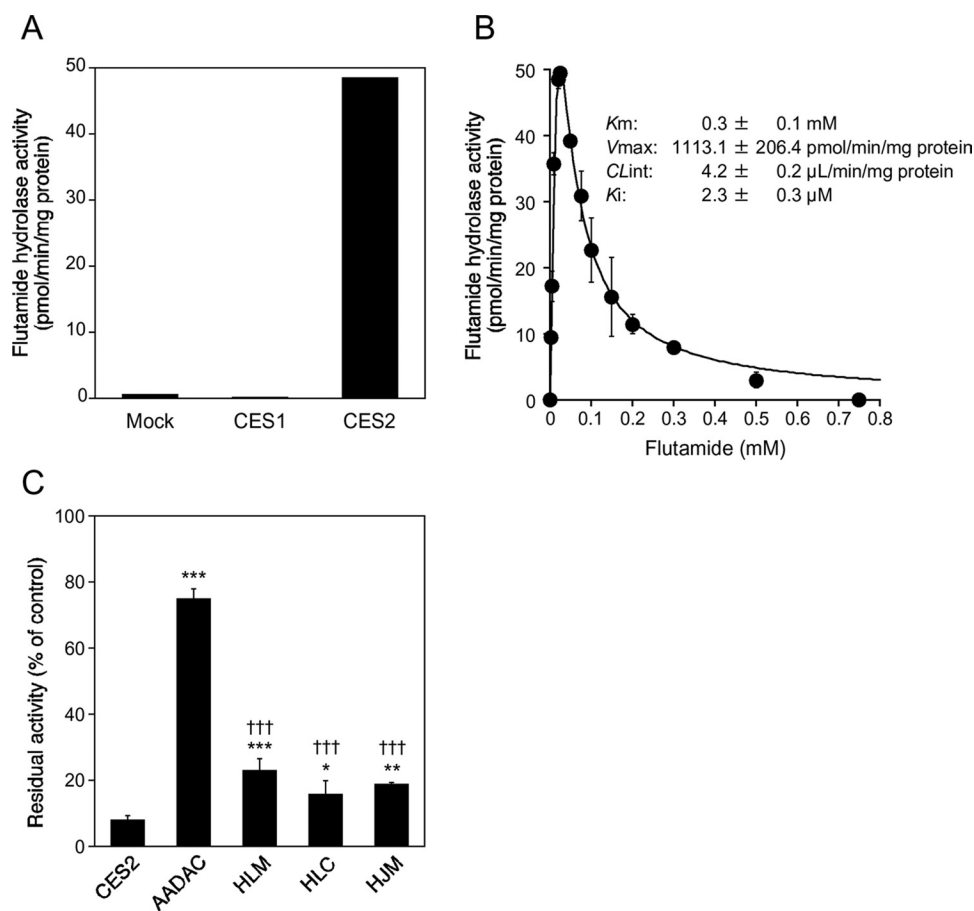 A
Flutamide hydrolase activity
(pmol/min/mg protein)
50
40
30
20
10
0
Mock CES1 CES2
B
Flutamide hydrolase activity
(pmol/min/mg protein)
50
40
30
20
10
0
Km: 0.3 ± 0.1 mM
Vmax: 1113.1 ± 206.4 pmol/min/mg protein
CLint: 4.2 ± 0.2 µL/min/mg protein
Ki: 2.3 ± 0.3 µM
0 0.1 0.2 0.3 0.4 0.5 0.6 0.7 0.8
Flutamide (mM)
C
Residual activity (% of control)
100
80
60
40
20
0
***
††† ††† †††
*** * **
CES2 AADAC HLM HLC HJM